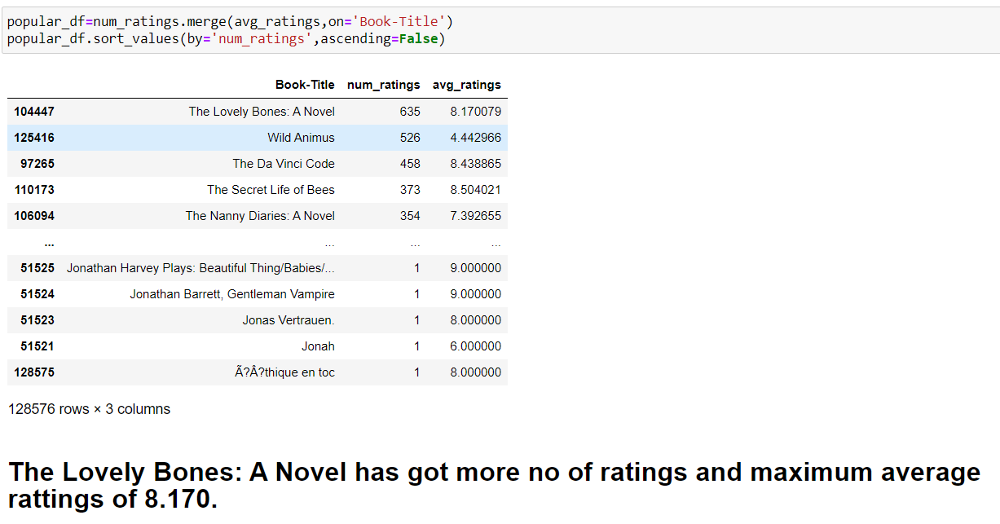 popular_df=num_ratings.merge(avg_ratings,on='Book-Title')
popular_df.sort_values(by='num_ratings',ascending=False)
Book-Title num_ratings avg_ratings
104447 The Lovely Bones: A Novel 635 8.170079
125416 Wild Animus 526 4.442966
97265 The Da Vinci Code 458 8.438865
110173 The Secret Life of Bees 373 8.504021
106094 The Nanny Diaries: A Novel 354 7.392655
... ... ... ...
51525 Jonathan Harvey Plays: Beautiful Thing/Babies/... 1 9.000000
51524 Jonathan Barrett, Gentleman Vampire 1 9.000000
51523 Jonas Vertrauen. 1 8.000000
51521 Jonah 1 6.000000
128575 Ã?Â?thique en toc 1 8.000000
128576 rows × 3 columns
The Lovely Bones: A Novel has got more no of ratings and maximum average
rattings of 8.170.